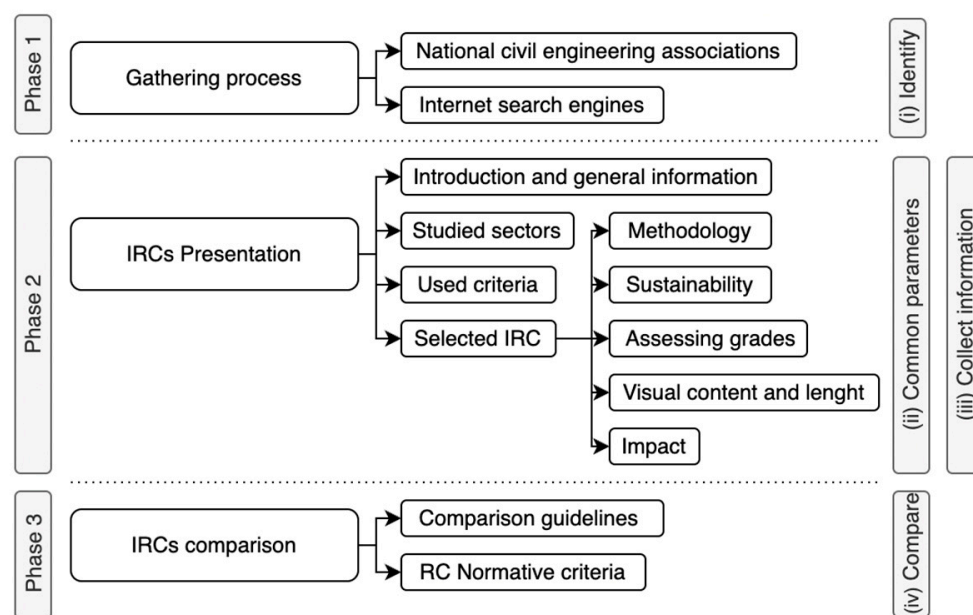 Phase 1
Gathering process
National civil engineering associations
Internet search engines
(i) Identify
Phase 2
IRCs Presentation
Introduction and general information
Studied sectors
Used criteria
Selected IRC
Methodology
Sustainability
Assessing grades
Visual content and lenght
Impact
(ii) Common parameters
(iii) Collect information
Phase 3
IRCs comparison
Comparison guidelines
RC Normative criteria
(iv) Compare